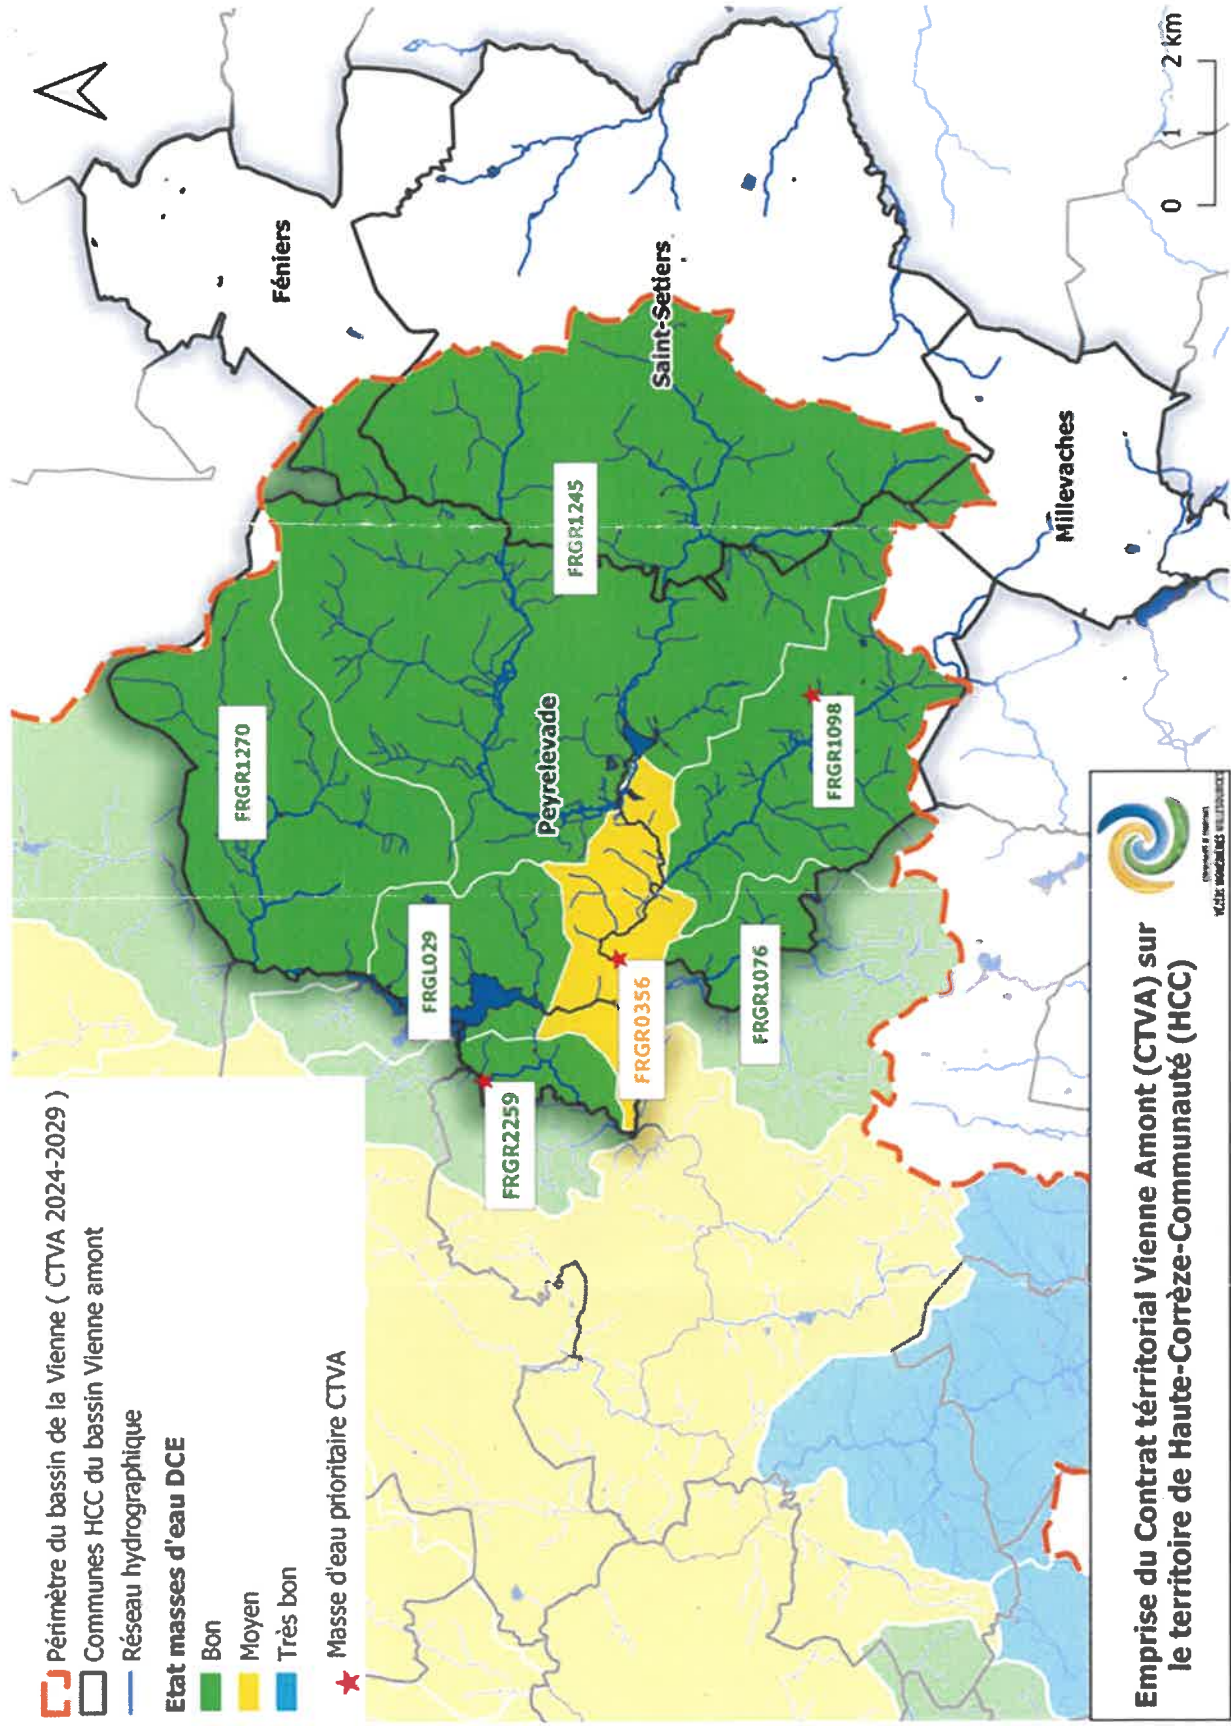 Périmètre du bassin de la Vienne ( CTVA 2024-2029 )
Communes HCC du bassin Vienne amont
Réseau hydrographique
Etat masses d'eau DCE
Bon
Moyen
Très bon
Masse d'eau prioritaire CTVA
Féniers
Saint-Setiers
Millevaches
Peyrelevade
FRGR1270
FRGR1245
FRGL029
FRGR2259
FRGR0356
FRGR1076
FRGR1098
0 1 2 km
Emprise du Contrat térritorial Vienne Amont (CTVA) sur
le territoire de Haute-Corrèze-Communauté (HCC)